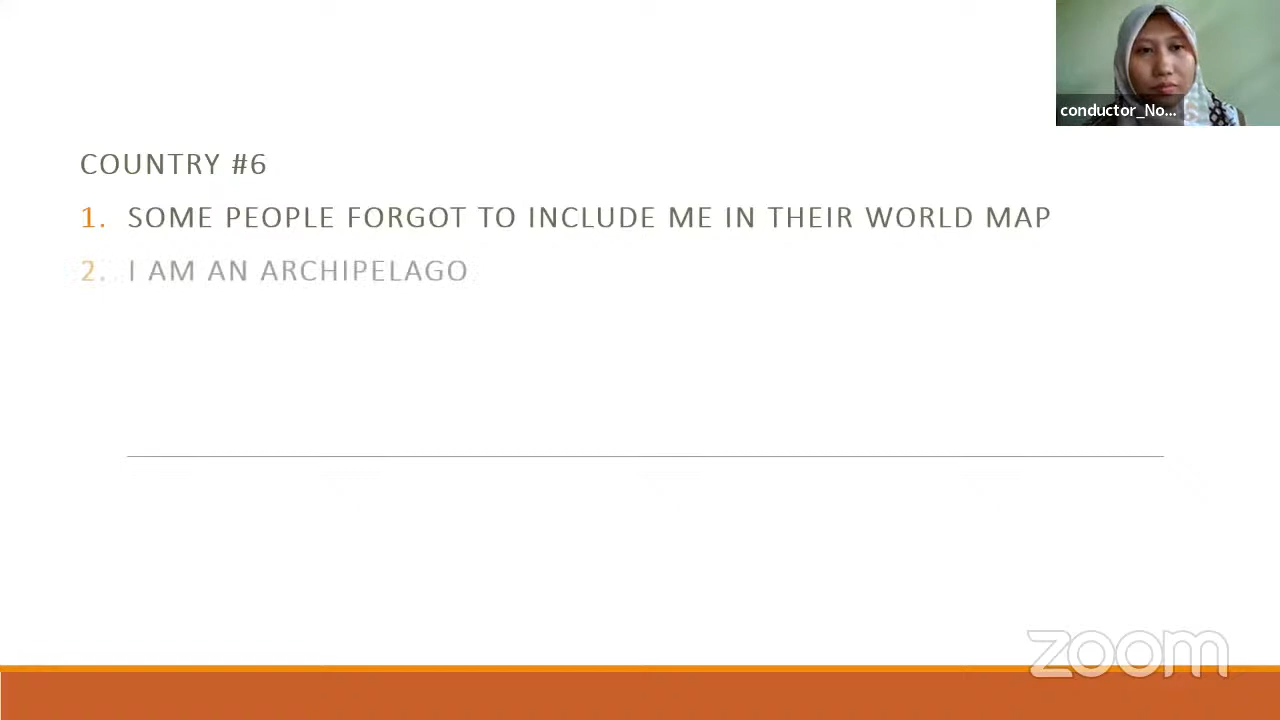 conductor_No...
COUNTRY #6
1. SOME PEOPLE FORGOT TO INCLUDE ME IN THEIR WORLD MAP
2. I AM AN ARCHIPELAGO
zoom